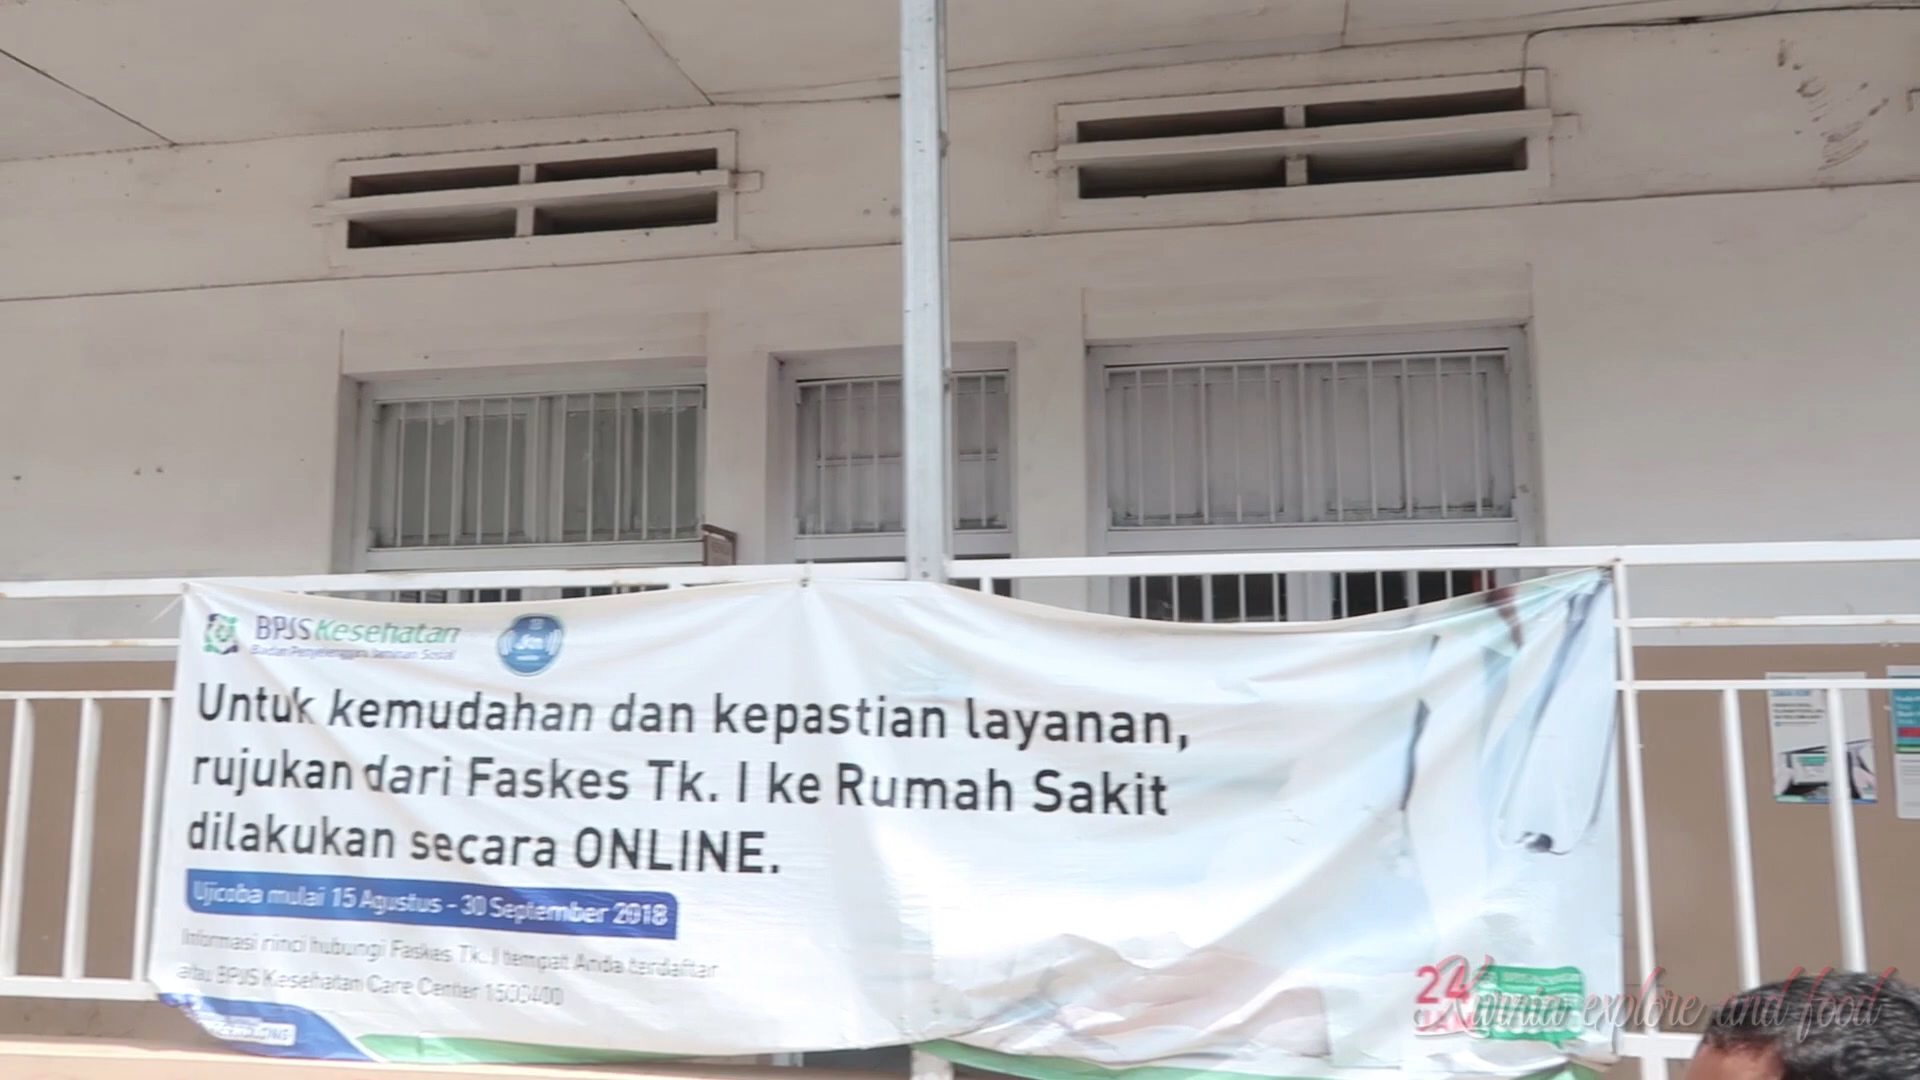 BPJS Kesehatan
Badan Penyelenggara Jaminan Sosial
Untuk kemudahan dan kepastian layanan,
rujukan dari Faskes Tk. I ke Rumah Sakit
dilakukan secara ONLINE.
Ujicoba mulai 15 Agustus - 30 September 2018
Informasi rinci hubungi Faskes Tk. I tempat Anda terdaftar
atau BPJS Kesehatan Care Center 1500400
24
Kurnia explore and food